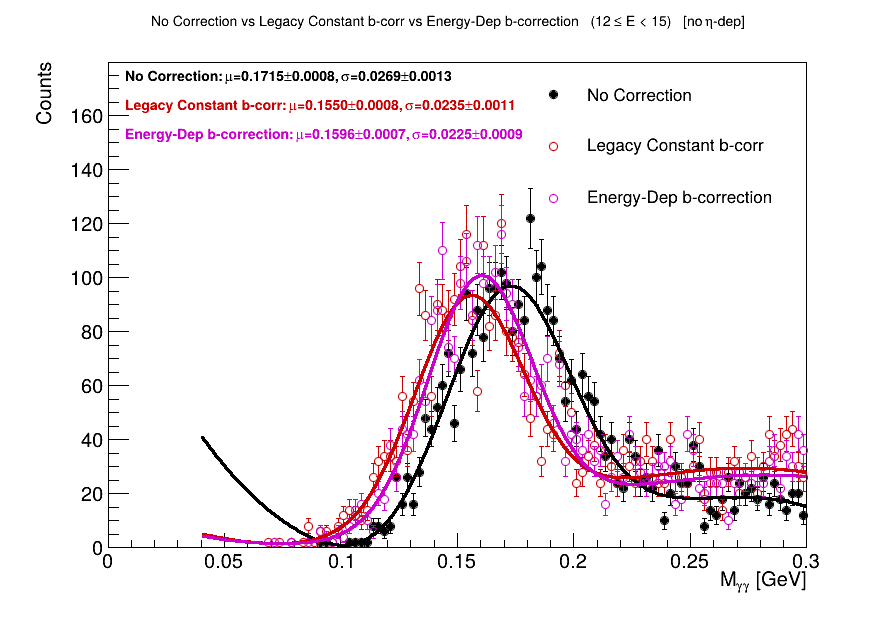 No Correction vs Legacy Constant b-corr vs Energy-Dep b-correction (12 ≤ E < 15) [no η-dep]
Counts
No Correction: μ=0.1715±0.0008, σ=0.0269±0.0013
Legacy Constant b-corr: μ=0.1550±0.0008, σ=0.0235±0.0011
Energy-Dep b-correction: μ=0.1596±0.0007, σ=0.0225±0.0009
No Correction
Legacy Constant b-corr
Energy-Dep b-correction
160
140
120
100
80
60
40
20
0
0 0.05 0.1 0.15 0.2 0.25 0.3
Mγγ [GeV]